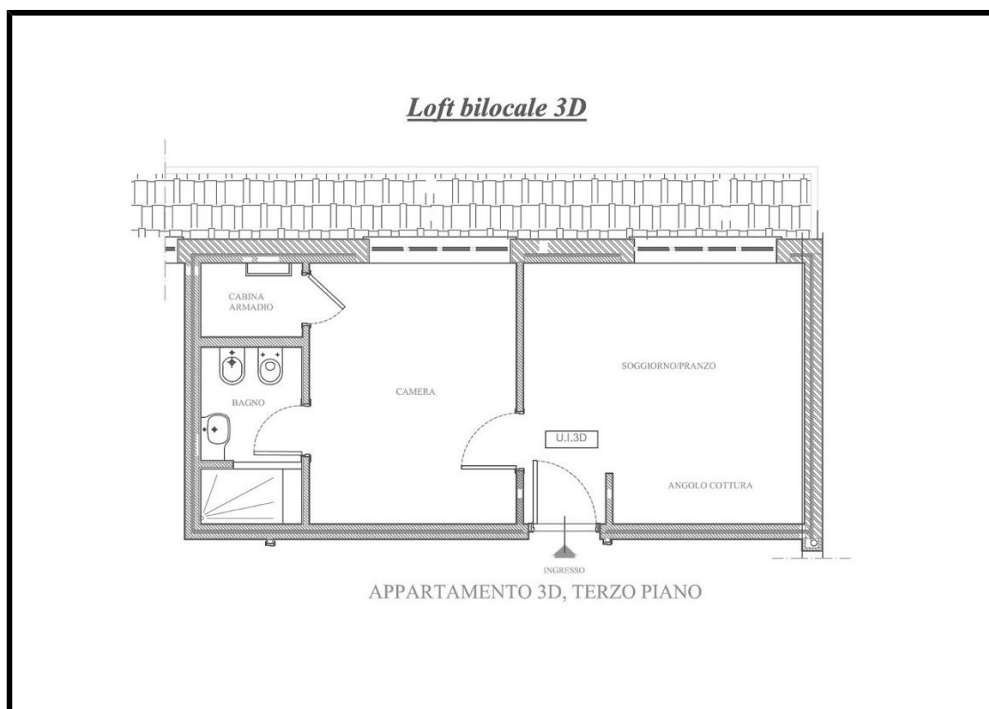 Loft bilocale 3D
CABINA
ARMADIO
SOGGIORNO/PRANZO
CAMERA
BAGNO
U.I.3D
ANGOLO COTTURA
INGRESSO
APPARTAMENTO 3D, TERZO PIANO